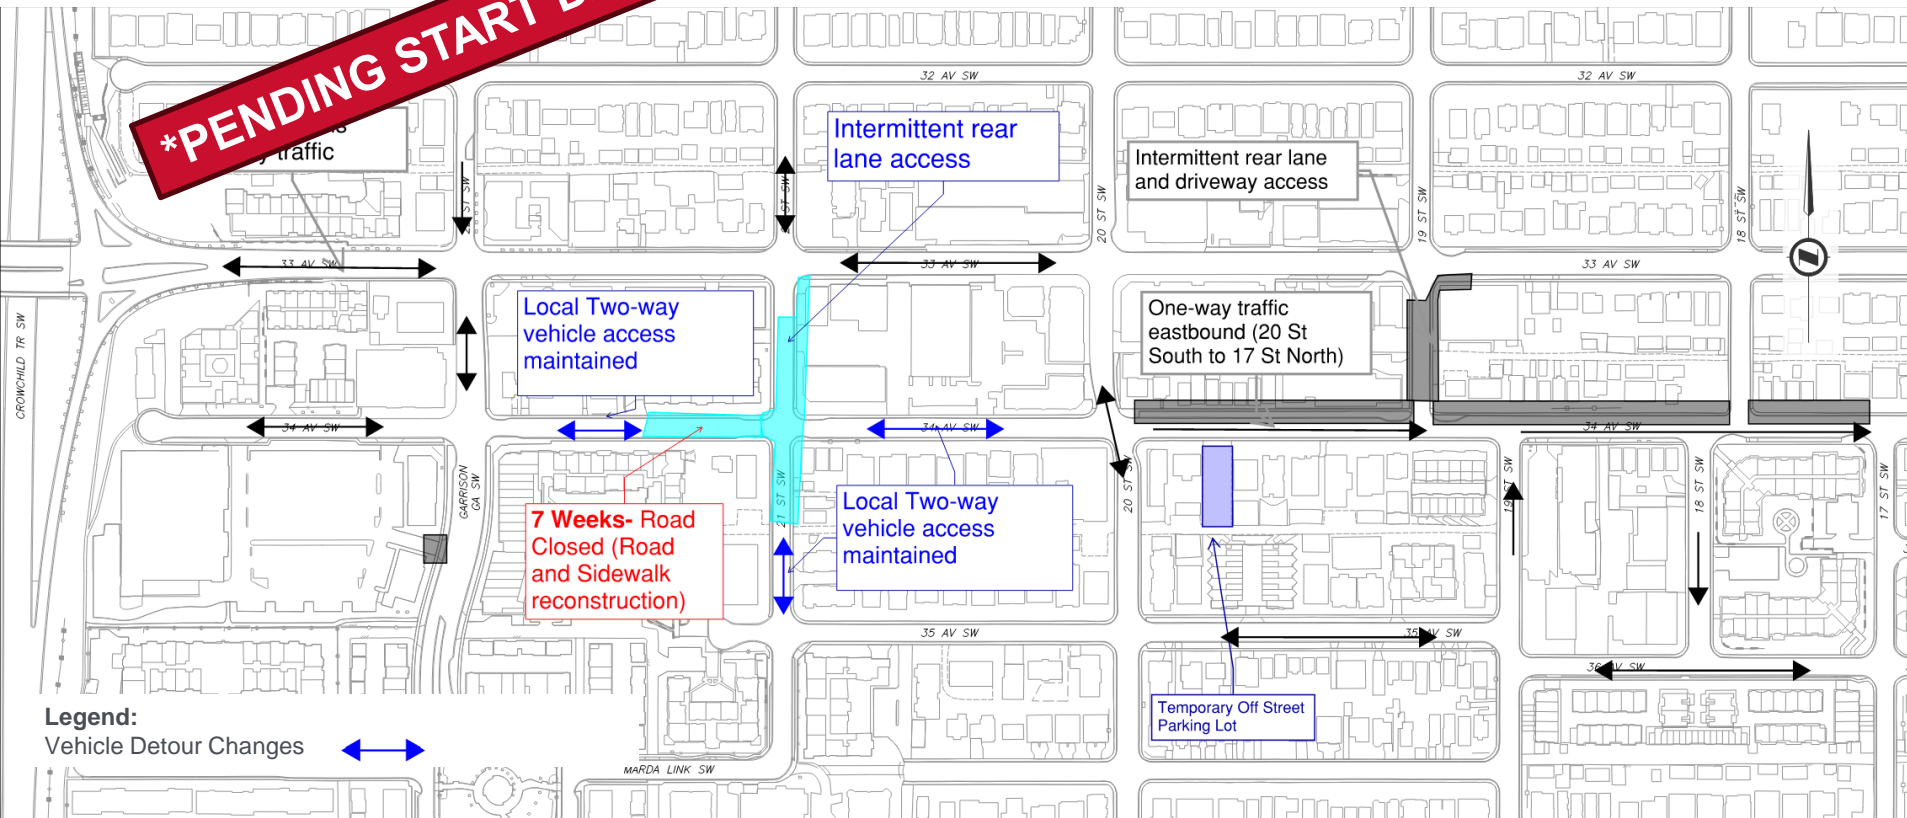 *PENDING START
traffic
32 AV SW
32 AV SW
Intermittent rear
lane access
Intermittent rear lane
and driveway access
ST SW
20 ST SW
19 ST SW
18 ST SW
33 AV SW
33 AV SW
33 AV SW
CROWCHILD TR SW
Local Two-way
vehicle access
maintained
One-way traffic
eastbound (20 St
South to 17 St North)
34 AV SW
34 AV SW
34 AV SW
GARRISON
GA SW
21 ST SW
20 ST SW
19 ST SW
18 ST SW
17 ST SW
7 Weeks- Road
Closed (Road
and Sidewalk
reconstruction)
Local Two-way
vehicle access
maintained
35 AV SW
35 AV SW
36 AV SW
Temporary Off Street
Parking Lot
Legend:
Vehicle Detour Changes
MARDA LINK SW